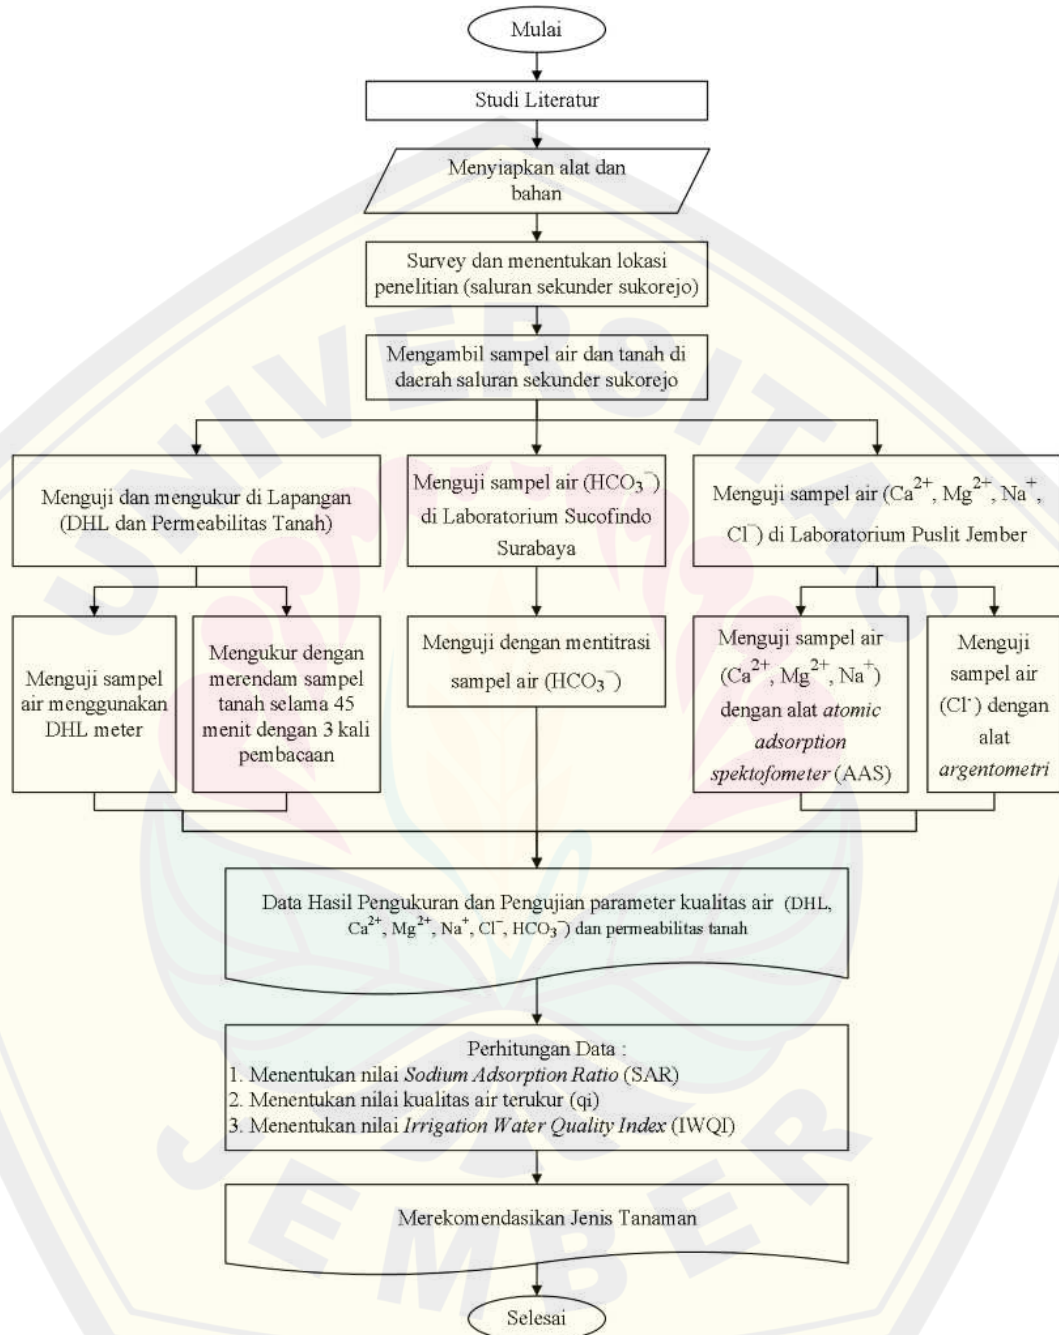 Mulai
Studi Literatur
Menyiapkan alat dan
bahan
Survey dan menentukan lokasi
penelitian (saluran sekunder sukorejo)
Mengambil sampel air dan tanah di
daerah saluran sekunder sukorejo
Menguji dan mengukur di Lapangan
(DHL dan Permeabilitas Tanah)
Menguji sampel air (HCO₃⁻)
di Laboratorium Sucofindo
Surabaya
Menguji sampel air (Ca²⁺, Mg²⁺, Na⁺,
Cl⁻) di Laboratorium Puslit Jember
Menguji sampel
air menggunakan
DHL meter
Mengukur dengan
merendam sampel
tanah selama 45
menit dengan 3 kali
pembacaan
Menguji dengan mentitrasi
sampel air (HCO₃⁻)
Menguji sampel air
(Ca²⁺, Mg²⁺, Na⁺)
dengan alat atomic
adsorption
spektofometer (AAS)
Menguji
sampel air
(Cl⁻) dengan
alat
argentometri
Data Hasil Pengukuran dan Pengujian parameter kualitas air (DHL,
Ca²⁺, Mg²⁺, Na⁺, Cl⁻, HCO₃⁻) dan permeabilitas tanah
Perhitungan Data :
1. Menentukan nilai Sodium Adsorption Ratio (SAR)
2. Menentukan nilai kualitas air terukur (qi)
3. Menentukan nilai Irrigation Water Quality Index (IWQI)
Merekomendasikan Jenis Tanaman
Selesai
UNIVERSITAS
JEMBER